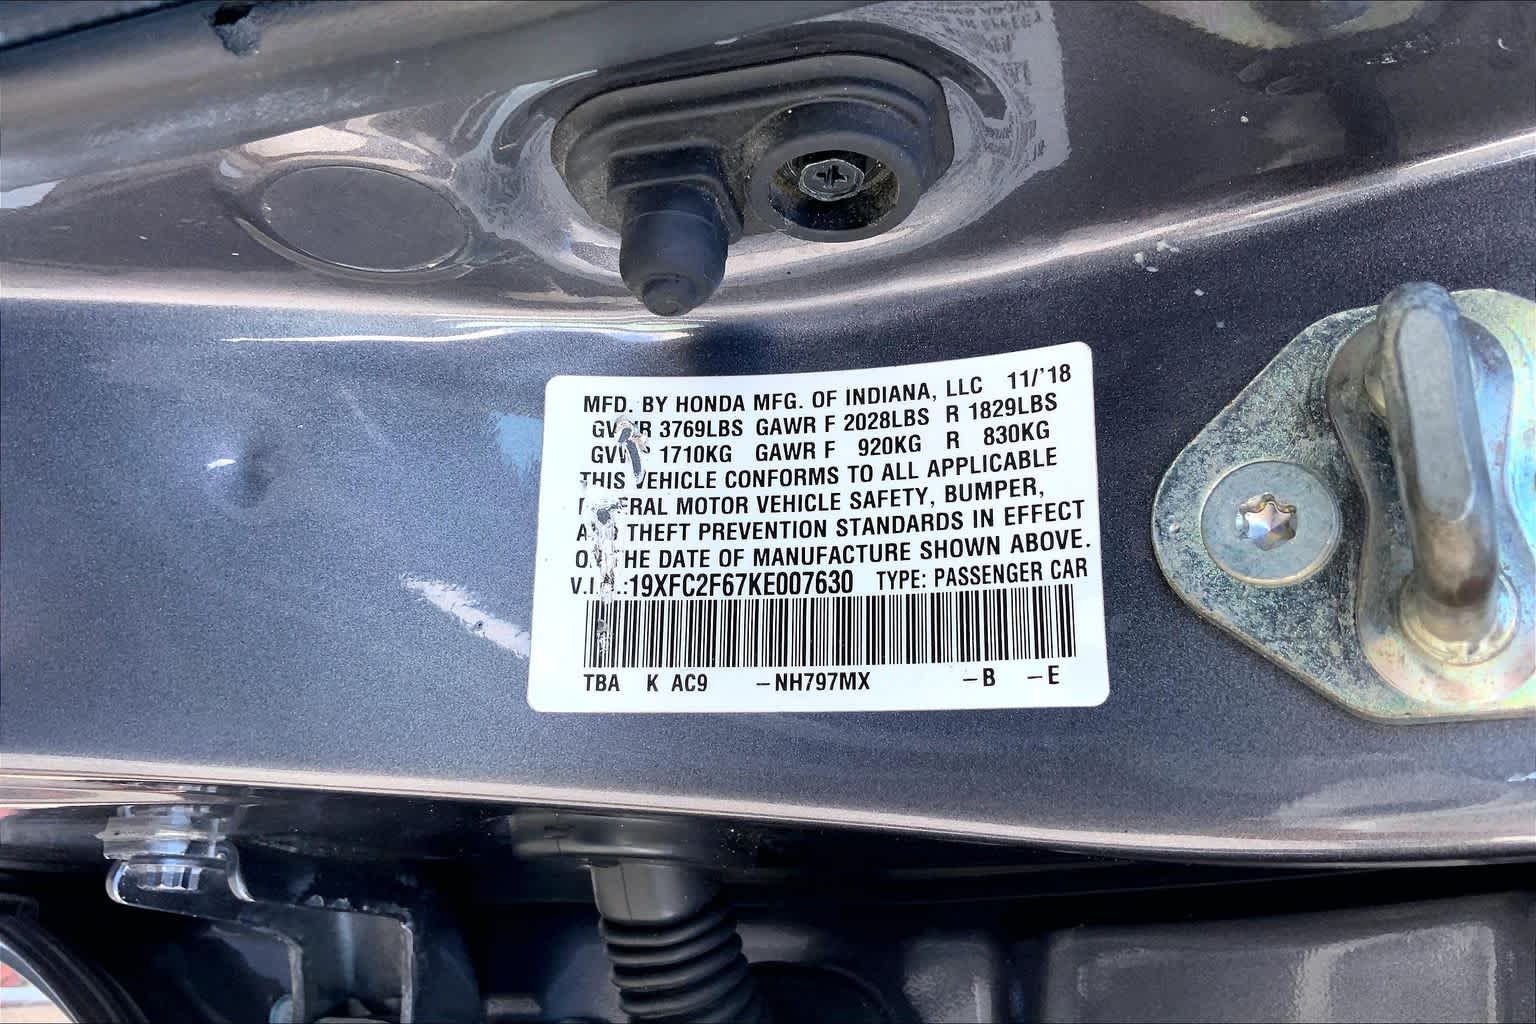 MFD. BY HONDA MFG. OF INDIANA, LLC 11/'18
3769LBS GAWR F 2028LBS R 1829LBS
1710KG GAWR F 920KG R 830KG
THIS VEHICLE CONFORMS TO ALL APPLICABLE
MOTOR VEHICLE SAFETY, BUMPER,
THEFT PREVENTION STANDARDS IN EFFECT
THE DATE OF MANUFACTURE SHOWN ABOVE.
19XFC2F67KE007630 TYPE: PASSENGER CAR
TBA K AC9 –NH797MX –B –E